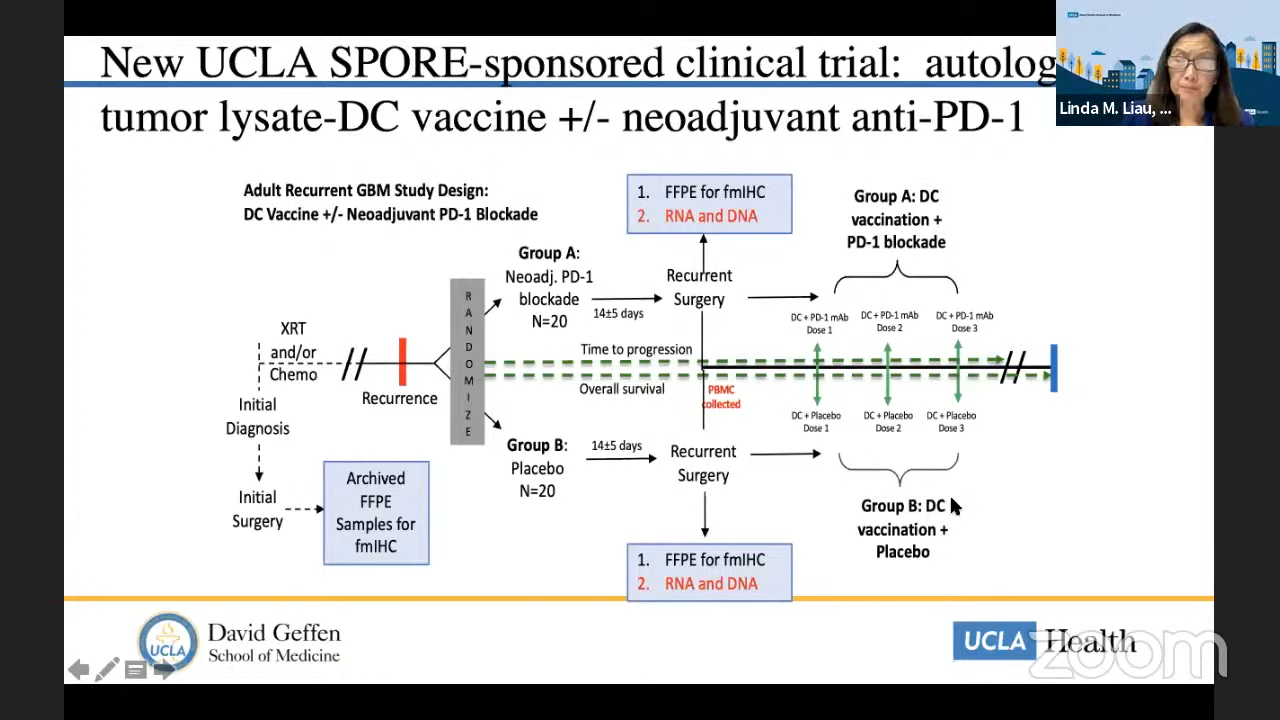 New UCLA SPORE-sponsored clinical trial: autolog
tumor lysate-DC vaccine +/- neoadjuvant anti-PD-1
Linda M. Liau, ...
Adult Recurrent GBM Study Design:
DC Vaccine +/- Neoadjuvant PD-1 Blockade
1. FFPE for fmIHC
2. RNA and DNA
Group A: DC
vaccination +
PD-1 blockade
Group A:
Neoadj. PD-1
blockade
N=20
14±5 days
Recurrent
Surgery
DC + PD-1 mAb
Dose 1
DC + PD-1 mAb
Dose 2
DC + PD-1 mAb
Dose 3
XRT
and/or
Chemo
Recurrence
RANDOMIZE
Time to progression
Overall survival
PBMC
collected
Initial
Diagnosis
Initial
Surgery
Archived
FFPE
Samples for
fmIHC
Group B:
Placebo
N=20
14±5 days
Recurrent
Surgery
DC + Placebo
Dose 1
DC + Placebo
Dose 2
DC + Placebo
Dose 3
Group B: DC
vaccination +
Placebo
1. FFPE for fmIHC
2. RNA and DNA
UCLA
David Geffen
School of Medicine
UCLA Health
zoom